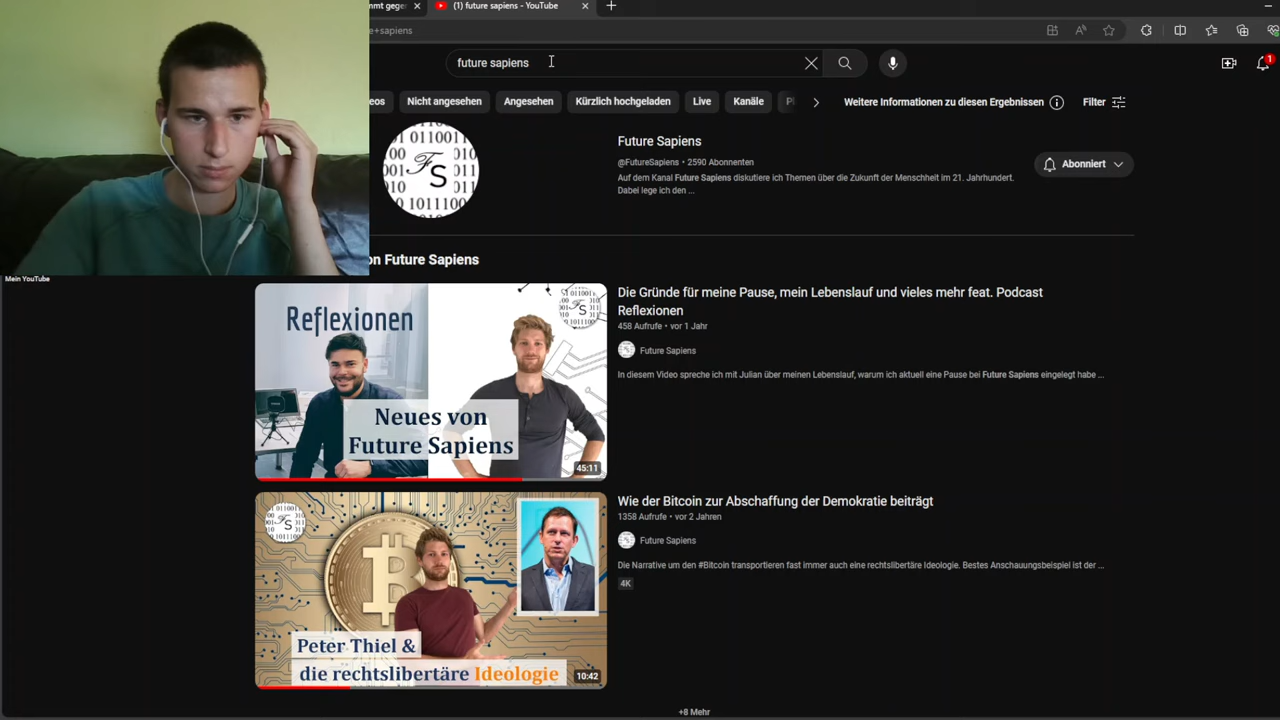 mmt geger
(1) future sapiens - YouTube
e+sapiens
future sapiens
eos
Nicht angesehen
Angesehen
Kürzlich hochgeladen
Live
Kanäle
Weitere Informationen zu diesen Ergebnissen
Filter
1
Future Sapiens
@FutureSapiens • 2590 Abonnenten
Auf dem Kanal Future Sapiens diskutiere ich Themen über die Zukunft der Menschheit im 21. Jahrhundert.
Dabei lege ich den ...
Abonniert
FS
on Future Sapiens
Mein YouTube
Reflexionen
Neues von
Future Sapiens
45:11
Die Gründe für meine Pause, mein Lebenslauf und vieles mehr feat. Podcast
Reflexionen
458 Aufrufe • vor 1 Jahr
Future Sapiens
In diesem Video spreche ich mit Julian über meinen Lebenslauf, warum ich aktuell eine Pause bei Future Sapiens eingelegt habe ...
Peter Thiel &
die rechtslibertäre Ideologie
10:42
Wie der Bitcoin zur Abschaffung der Demokratie beiträgt
1358 Aufrufe • vor 2 Jahren
Future Sapiens
Die Narrative um den #Bitcoin transportieren fast immer auch eine rechtslibertäre Ideologie. Bestes Anschauungsbeispiel ist der ...
4K
+8 Mehr